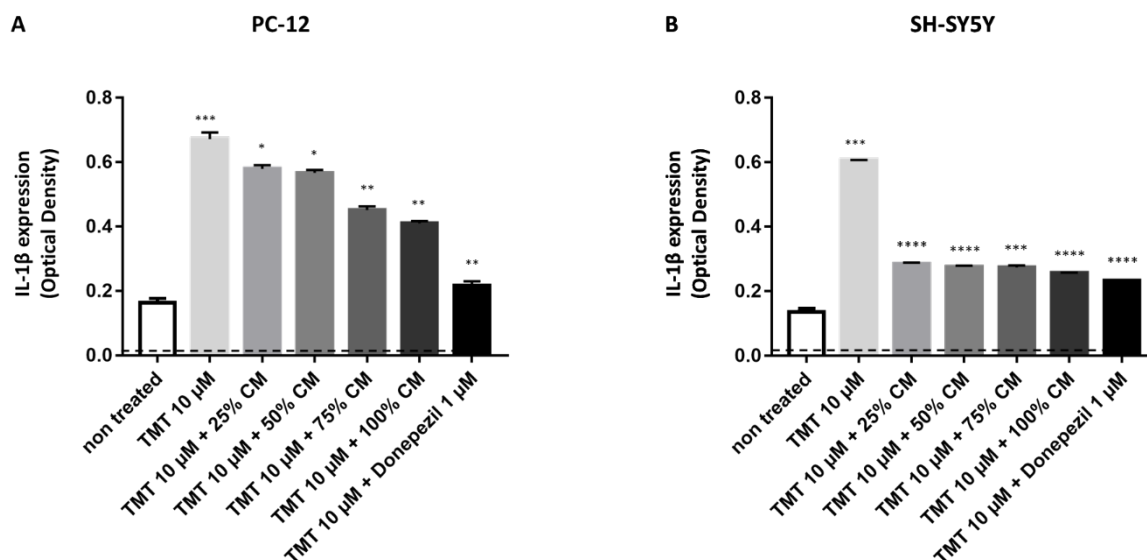 A
PC-12
IL-1β expression
(Optical Density)
0.8
0.6
0.4
0.2
0.0
***
*
*
**
**
**
non treated
TMT 10 µM
TMT 10 µM + 25% CM
TMT 10 µM + 50% CM
TMT 10 µM + 75% CM
TMT 10 µM + 100% CM
TMT 10 µM + Donepezil 1 µM
B
SH-SY5Y
IL-1β expression
(Optical Density)
0.8
0.6
0.4
0.2
0.0
***
****
****
***
****
****
non treated
TMT 10 µM
TMT 10 µM + 25% CM
TMT 10 µM + 50% CM
TMT 10 µM + 75% CM
TMT 10 µM + 100% CM
TMT 10 µM + Donepezil 1 µM